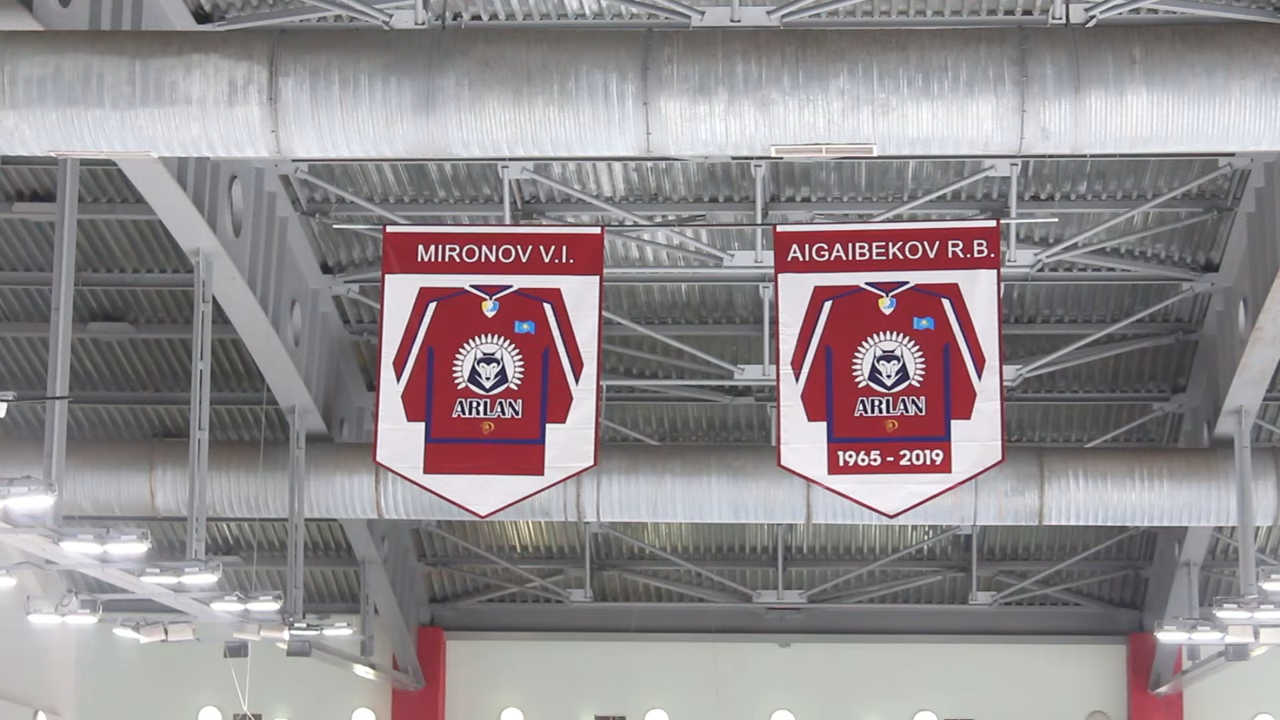 MIRONOV V.I.
ARLAN
AIGAIBEKOV R.B.
ARLAN
1965 - 2019